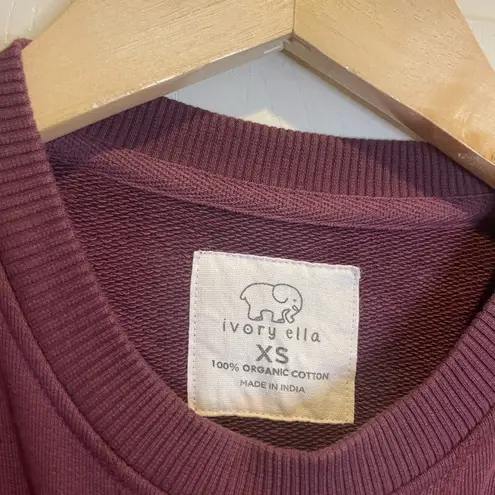 ivory ella
XS
100% ORGANIC COTTON
MADE IN INDIA